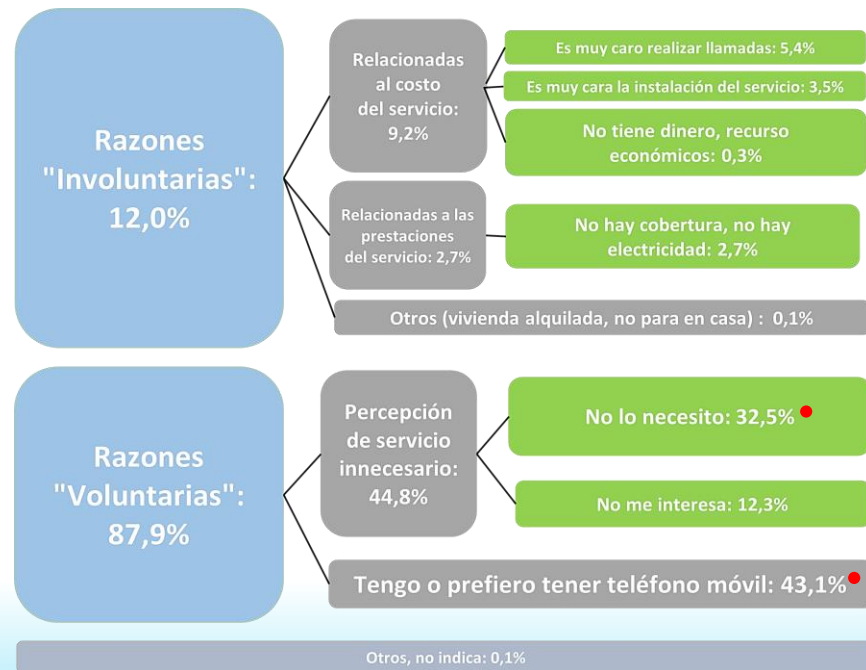 Razones
"Involuntarias":
12,0%
Relacionadas
al costo
del servicio:
9,2%
Es muy caro realizar llamadas: 5,4%
Es muy cara la instalación del servicio: 3,5%
No tiene dinero, recurso
económicos: 0,3%
Relacionadas a las
prestaciones
del servicio: 2,7%
No hay cobertura, no hay
electricidad: 2,7%
Otros (vivienda alquilada, no para en casa) : 0,1%
Razones
"Voluntarias":
87,9%
Percepción
de servicio
innecesario:
44,8%
No lo necesito: 32,5%
No me interesa: 12,3%
Tengo o prefiero tener teléfono móvil: 43,1%
Otros, no indica: 0,1%